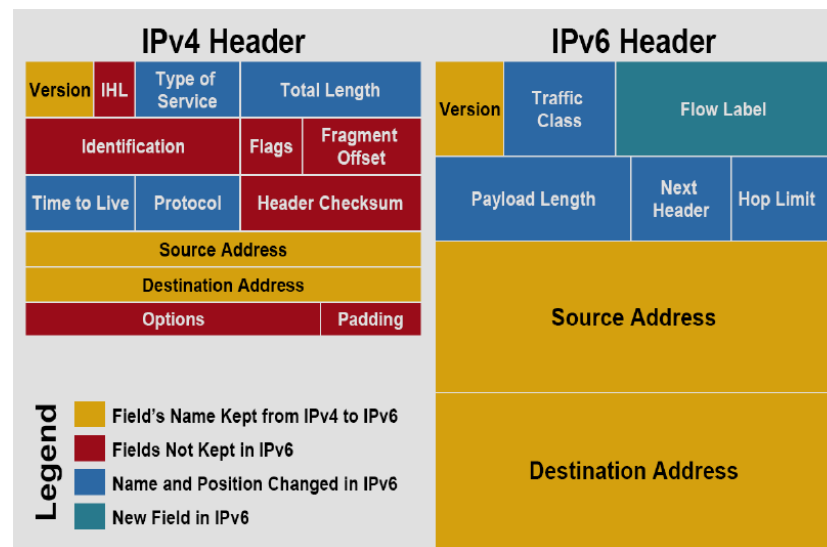 IPv4 Header
Version
IHL
Type of
Service
Total Length
Identification
Flags
Fragment
Offset
Time to Live
Protocol
Header Checksum
Source Address
Destination Address
Options
Padding
IPv6 Header
Version
Traffic
Class
Flow Label
Payload Length
Next
Header
Hop Limit
Source Address
Destination Address
Legend
Field's Name Kept from IPv4 to IPv6
Fields Not Kept in IPv6
Name and Position Changed in IPv6
New Field in IPv6